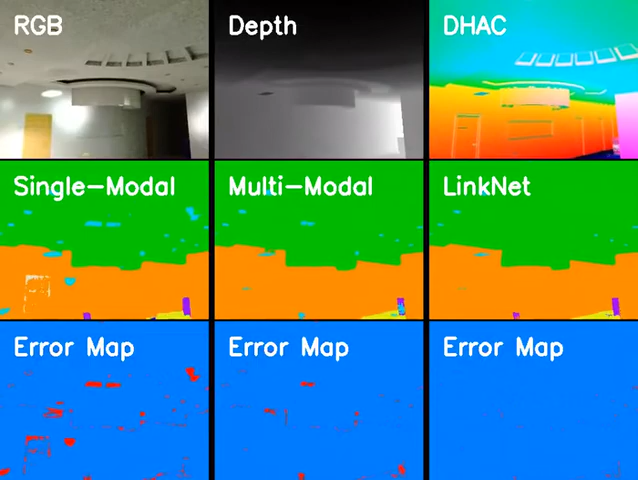 RGB
Depth
DHAC
Single-Modal
Multi-Modal
LinkNet
Error Map
Error Map
Error Map